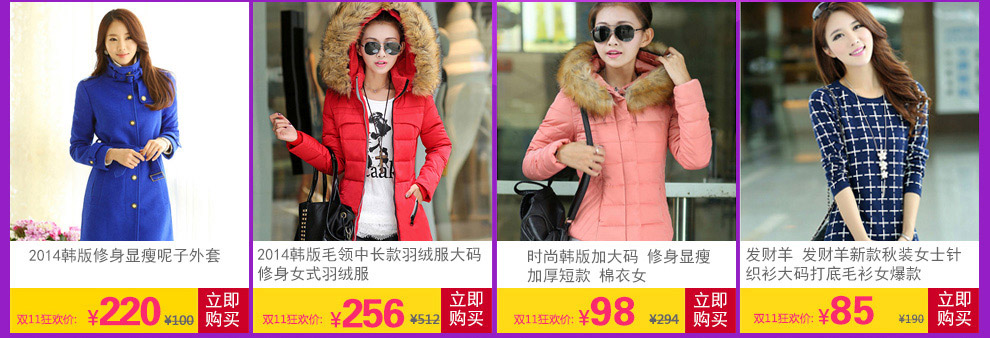 2014韩版修身显瘦呢子外套
双11狂欢价: ¥220 ¥100
立即
购买
2014韩版毛领中长款羽绒服大码
修身女式羽绒服
双11狂欢价: ¥256 ¥512
立即
购买
时尚韩版加大码 修身显瘦
加厚短款 棉衣女
双11狂欢价: ¥98 ¥294
立即
购买
发财羊 发财羊新款秋装女士针
织衫大码打底毛衫女爆款
双11狂欢价: ¥85 ¥190
立即
购买